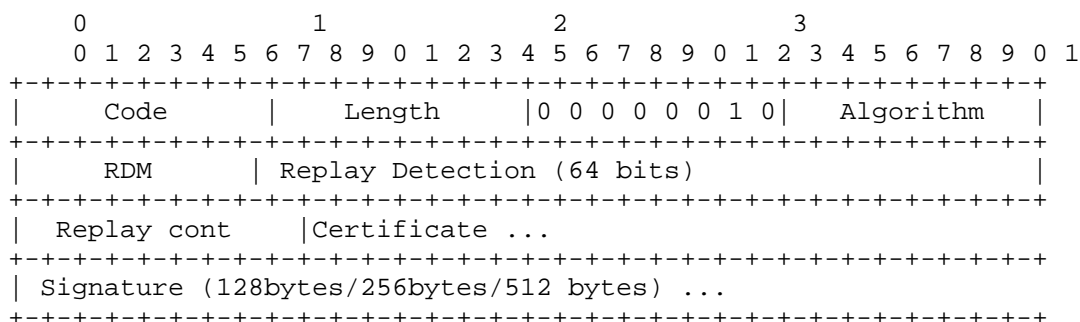 0 1 2 3
0 1 2 3 4 5 6 7 8 9 0 1 2 3 4 5 6 7 8 9 0 1 2 3 4 5 6 7 8 9 0 1
+-+-+-+-+-+-+-+-+-+-+-+-+-+-+-+-+-+-+-+-+-+-+-+-+-+-+-+-+-+-+-+-+
| Code | Length |0 0 0 0 0 0 1 0| Algorithm |
+-+-+-+-+-+-+-+-+-+-+-+-+-+-+-+-+-+-+-+-+-+-+-+-+-+-+-+-+-+-+-+-+
| RDM | Replay Detection (64 bits) |
+-+-+-+-+-+-+-+-+-+-+-+-+-+-+-+-+-+-+-+-+-+-+-+-+-+-+-+-+-+-+-+-+
| Replay cont |Certificate ...
+-+-+-+-+-+-+-+-+-+-+-+-+-+-+-+-+-+-+-+-+-+-+-+-+-+-+-+-+-+-+-+-+
| Signature (128bytes/256bytes/512 bytes) ...
+-+-+-+-+-+-+-+-+-+-+-+-+-+-+-+-+-+-+-+-+-+-+-+-+-+-+-+-+-+-+-+-+